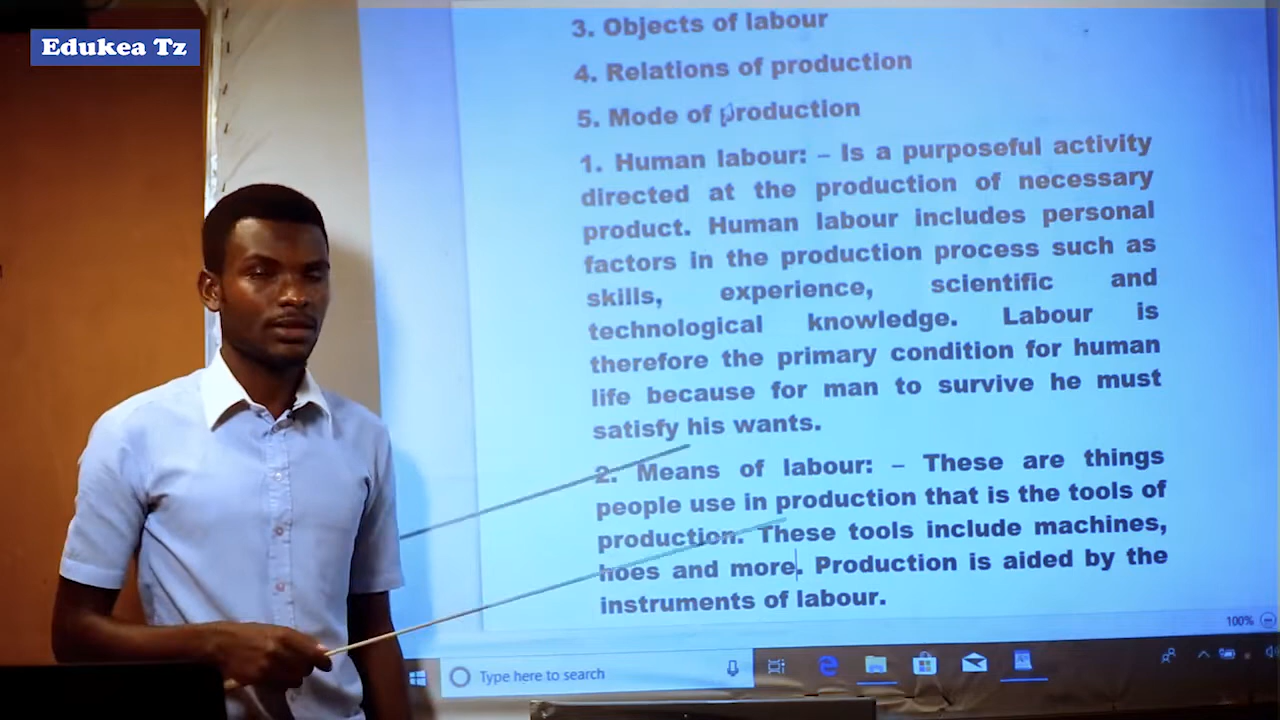 Edukea Tz
3. Objects of labour
4. Relations of production
5. Mode of production
1. Human labour: – Is a purposeful activity
directed at the production of necessary
product. Human labour includes personal
factors in the production process such as
skills, experience, scientific and
technological knowledge. Labour is
therefore the primary condition for human
life because for man to survive he must
satisfy his wants.
2. Means of labour: – These are things
people use in production that is the tools of
production. These tools include machines,
hoes and more. Production is aided by the
instruments of labour.
100%
Type here to search